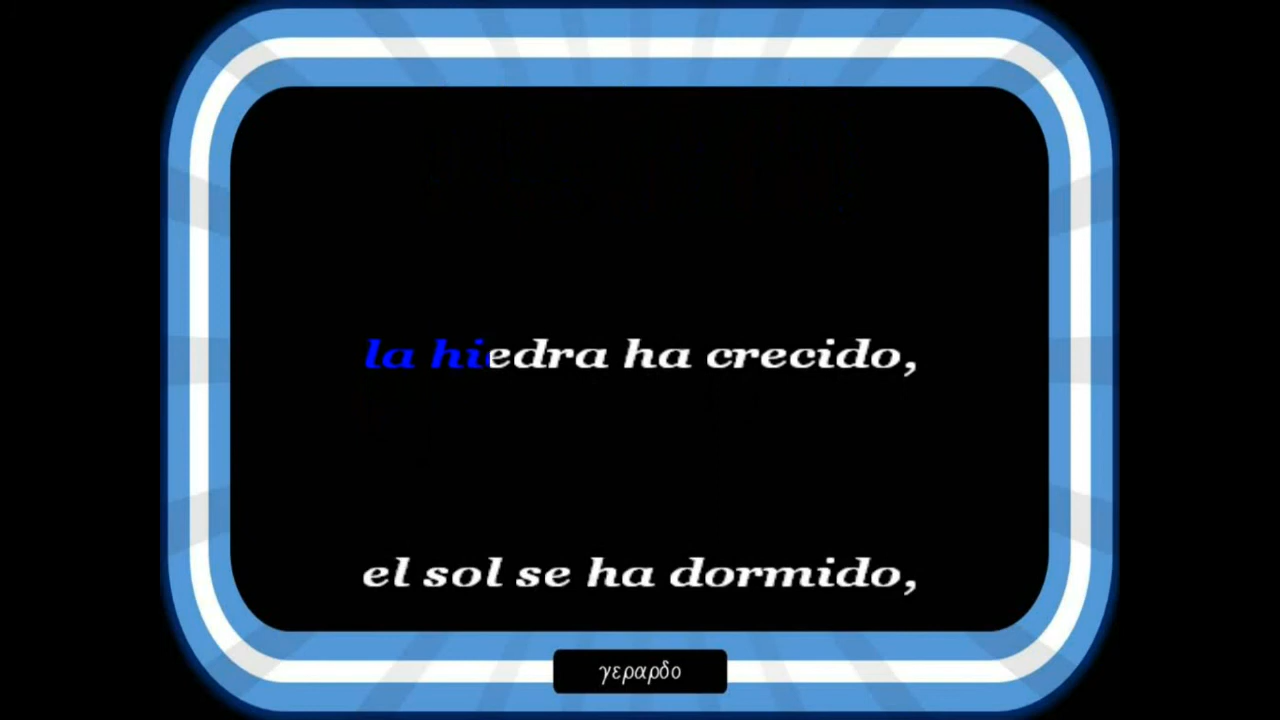 la hiedra ha crecido,
el sol se ha dormido,
γεραρδο